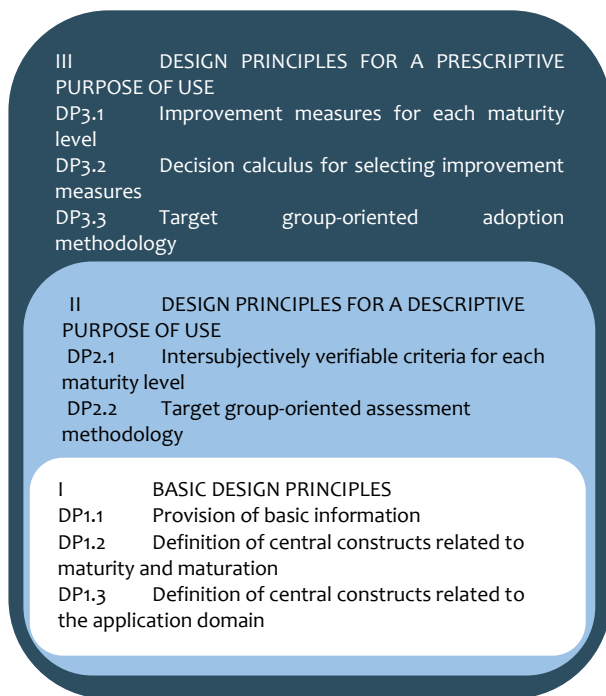 III DESIGN PRINCIPLES FOR A PRESCRIPTIVE
PURPOSE OF USE
DP3.1 Improvement measures for each maturity
level
DP3.2 Decision calculus for selecting improvement
measures
DP3.3 Target group-oriented adoption
methodology
II DESIGN PRINCIPLES FOR A DESCRIPTIVE
PURPOSE OF USE
DP2.1 Intersubjectively verifiable criteria for each
maturity level
DP2.2 Target group-oriented assessment
methodology
I BASIC DESIGN PRINCIPLES
DP1.1 Provision of basic information
DP1.2 Definition of central constructs related to
maturity and maturation
DP1.3 Definition of central constructs related to
the application domain